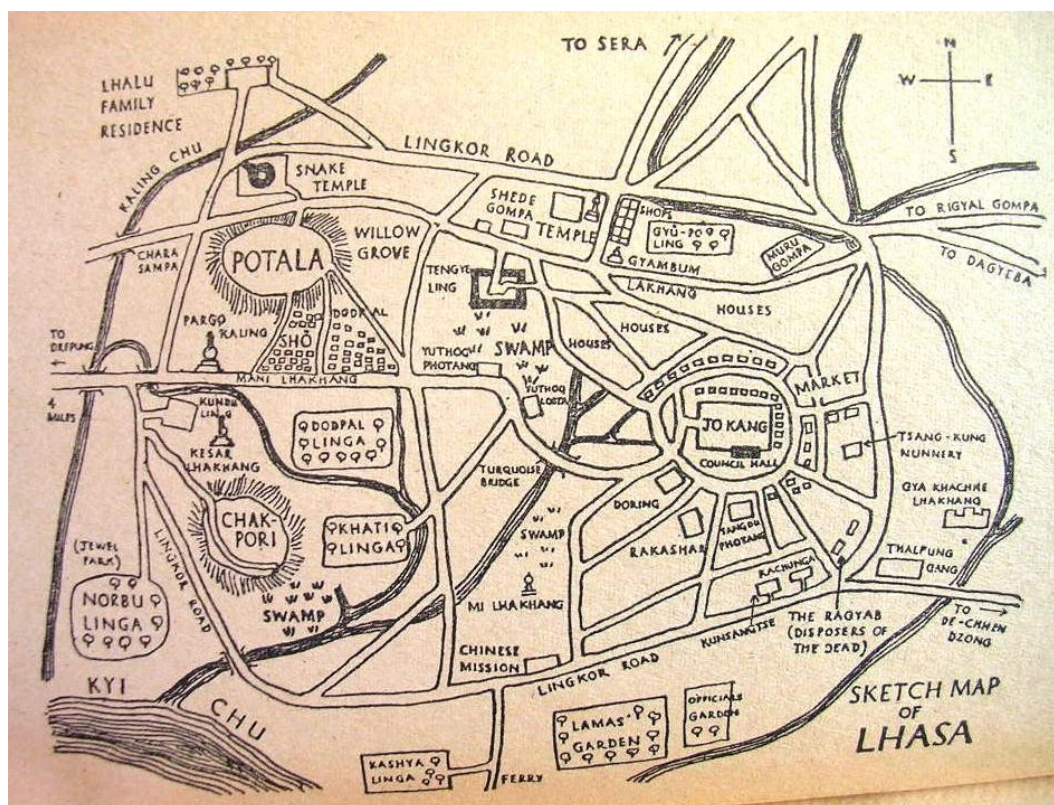 TO SERA
N
W E
S
LHALU
FAMILY
RESIDENCE
KALING CHU
LINGKOR ROAD
SNAKE
TEMPLE
SHEDE
GOMPA
TEMPLE
SHOPS
GYÜ-PO
LING
MURU
GOMPA
GYAMBUM
LAKHANG
TO RIGYAL GOMPA
TO DAGYEBA
CHARA
SAMPA
POTALA
WILLOW
GROVE
TENGYE
LING
HOUSES
HOUSES
HOUSES
PARGO
KALING
DODPAL
SHÖ
TO
DREPUNG
4
MILES
MANI LHAKHANG
YUTHOG
PHOTANG
SWAMP
YUTHOG
MARKET
JO KANG
COUNCIL HALL
TSANG-KUNG
NUNNERY
KUNDU
LING
KESAR
LHAKHANG
DODPAL
LINGA
TURQUOISE
BRIDGE
DORING
GYA KHACHHE
LHAKHANG
CHAK-
PORI
KHATI
LINGA
SWAMP
RAKASHAR
PHOTANG
THALPUNG
GANG
(JEWEL
PARK)
NORBU
LINGA
LINGKOR ROAD
SWAMP
MI LHAKHANG
KUNSANGTSE
THE RAGYAB
(DISPOSERS OF
THE DEAD)
TO
DE-CHHEN
DZONG
CHINESE
MISSION
LINGKOR ROAD
KYI
CHU
LAMAS'
GARDEN
OFFICIALS
GARDEN
KASHYA
LINGA
FERRY
SKETCH MAP
OF
LHASA